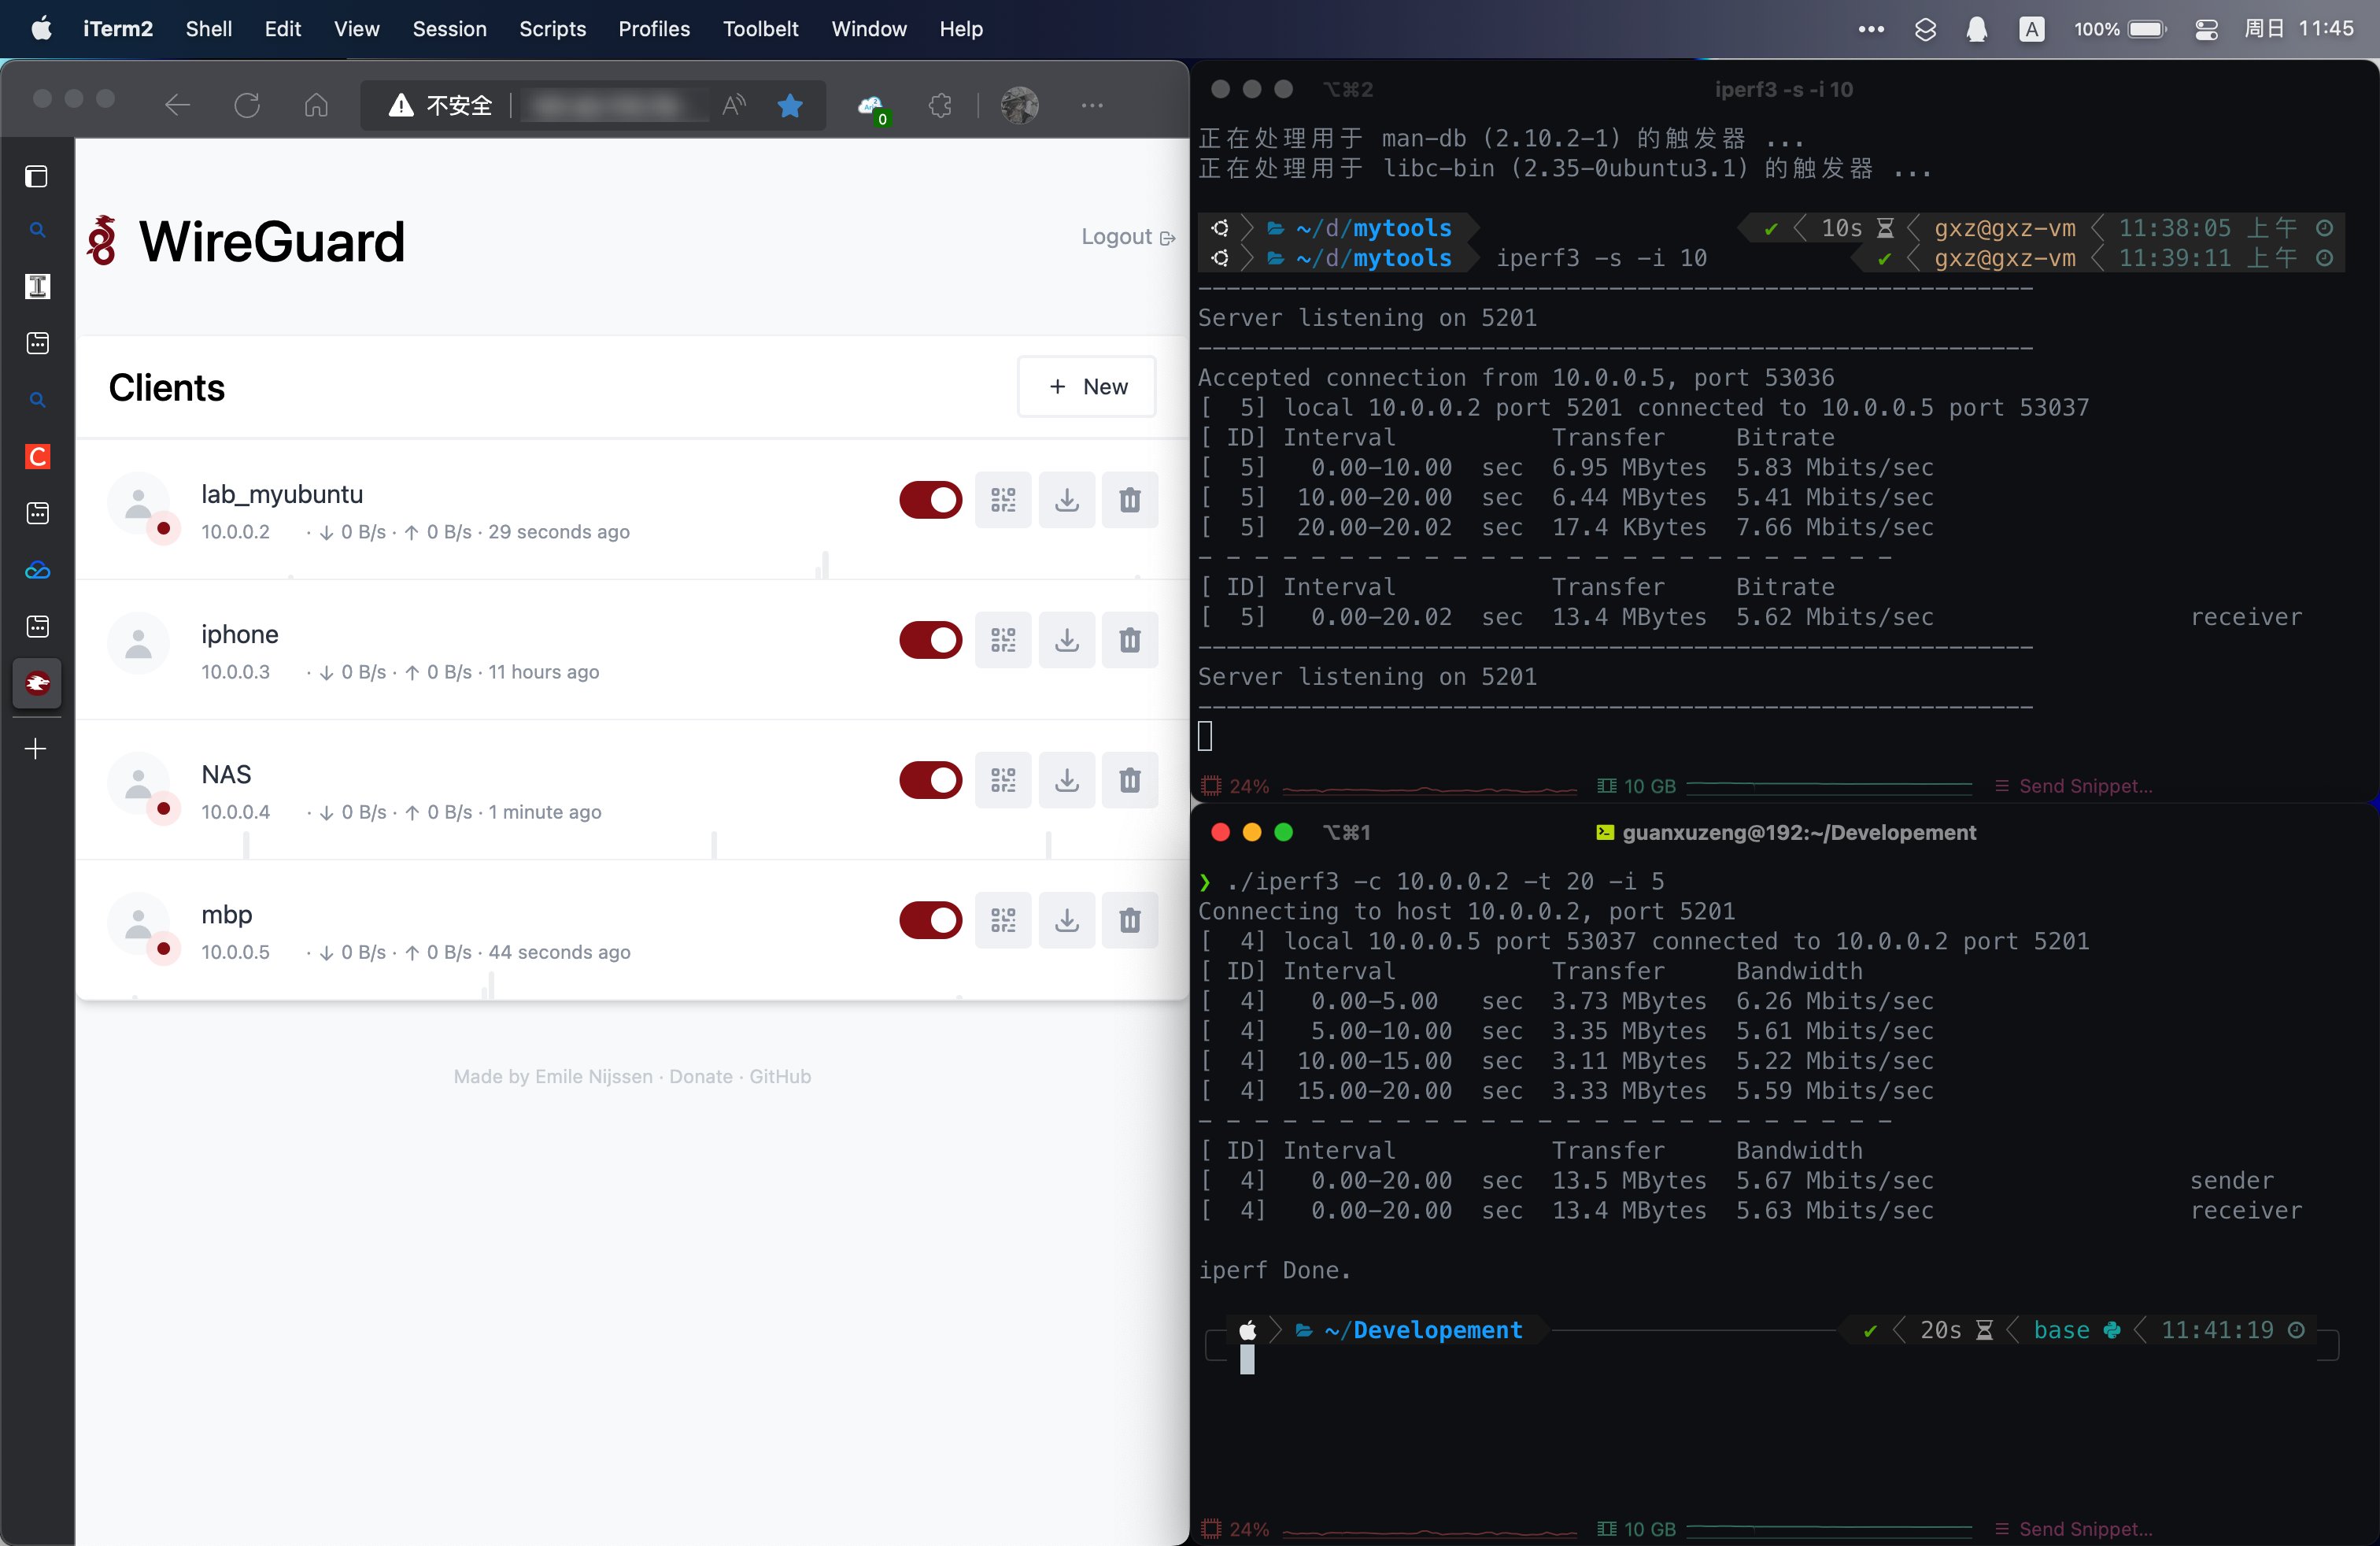 iTerm2 Shell Edit View Session Scripts Profiles Toolbelt Window Help A 100% 周日 11:45
不安全 A 0
WireGuard
Logout
Clients
+ New
lab_myubuntu
10.0.0.2 · ↓ 0 B/s · ↑ 0 B/s · 29 seconds ago
iphone
10.0.0.3 · ↓ 0 B/s · ↑ 0 B/s · 11 hours ago
NAS
10.0.0.4 · ↓ 0 B/s · ↑ 0 B/s · 1 minute ago
mbp
10.0.0.5 · ↓ 0 B/s · ↑ 0 B/s · 44 seconds ago
Made by Emile Nijssen · Donate · GitHub
I
C
⌥⌘2 iperf3 -s -i 10
正在处理用于 man-db (2.10.2-1) 的触发器 ...
正在处理用于 libc-bin (2.35-0ubuntu3.1) 的触发器 ...
~/d/mytools ✔ 10s gxz@gxz-vm 11:38:05 上午
~/d/mytools iperf3 -s -i 10 ✔ gxz@gxz-vm 11:39:11 上午
-----------------------------------------------------------
Server listening on 5201
-----------------------------------------------------------
Accepted connection from 10.0.0.5, port 53036
[  5] local 10.0.0.2 port 5201 connected to 10.0.0.5 port 53037
[ ID] Interval           Transfer     Bitrate
[  5]   0.00-10.00  sec  6.95 MBytes  5.83 Mbits/sec
[  5]  10.00-20.00  sec  6.44 MBytes  5.41 Mbits/sec
[  5]  20.00-20.02  sec  17.4 KBytes  7.66 Mbits/sec
- - - - - - - - - - - - - - - - - - - - - - - - -
[ ID] Interval           Transfer     Bitrate
[  5]   0.00-20.02  sec  13.4 MBytes  5.62 Mbits/sec                  receiver
-----------------------------------------------------------
Server listening on 5201
-----------------------------------------------------------
24% 10 GB Send Snippet...
⌥⌘1 guanxuzeng@192:~/Developement
❯ ./iperf3 -c 10.0.0.2 -t 20 -i 5
Connecting to host 10.0.0.2, port 5201
[  4] local 10.0.0.5 port 53037 connected to 10.0.0.2 port 5201
[ ID] Interval           Transfer     Bandwidth
[  4]   0.00-5.00   sec  3.73 MBytes  6.26 Mbits/sec
[  4]   5.00-10.00  sec  3.35 MBytes  5.61 Mbits/sec
[  4]  10.00-15.00  sec  3.11 MBytes  5.22 Mbits/sec
[  4]  15.00-20.00  sec  3.33 MBytes  5.59 Mbits/sec
- - - - - - - - - - - - - - - - - - - - - - - - -
[ ID] Interval           Transfer     Bandwidth
[  4]   0.00-20.00  sec  13.5 MBytes  5.67 Mbits/sec                  sender
[  4]   0.00-20.00  sec  13.4 MBytes  5.63 Mbits/sec                  receiver
iperf Done.
~/Developement ✔ 20s base 11:41:19
24% 10 GB Send Snippet...